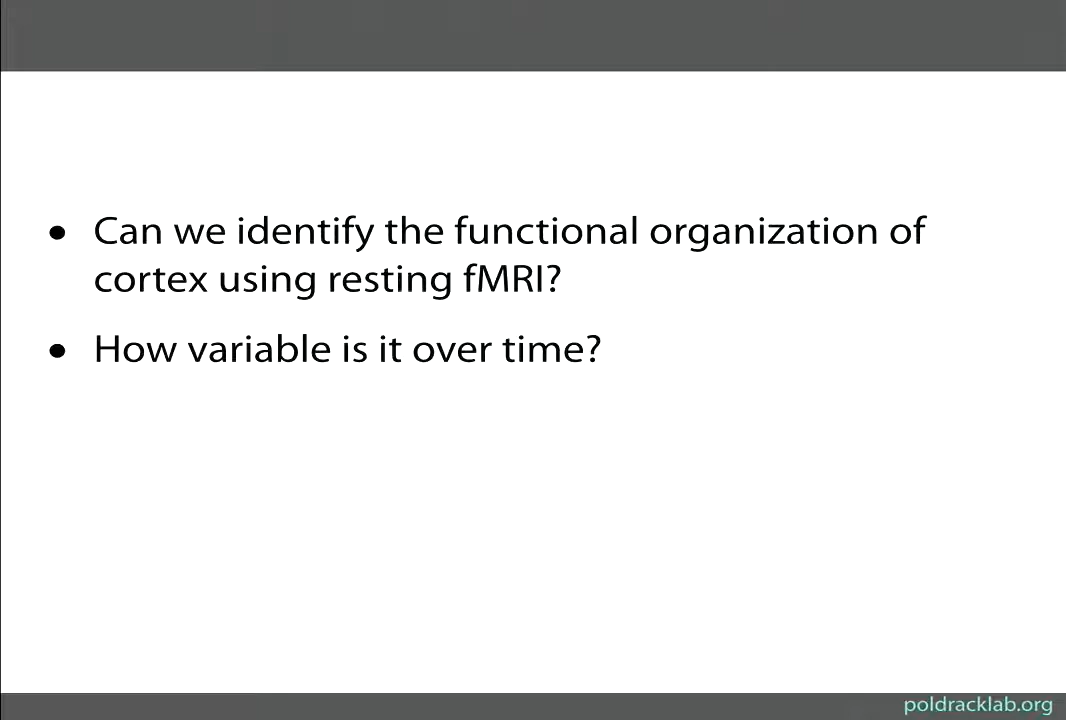 ● Can we identify the functional organization of
cortex using resting fMRI?
● How variable is it over time?
poldracklab.org